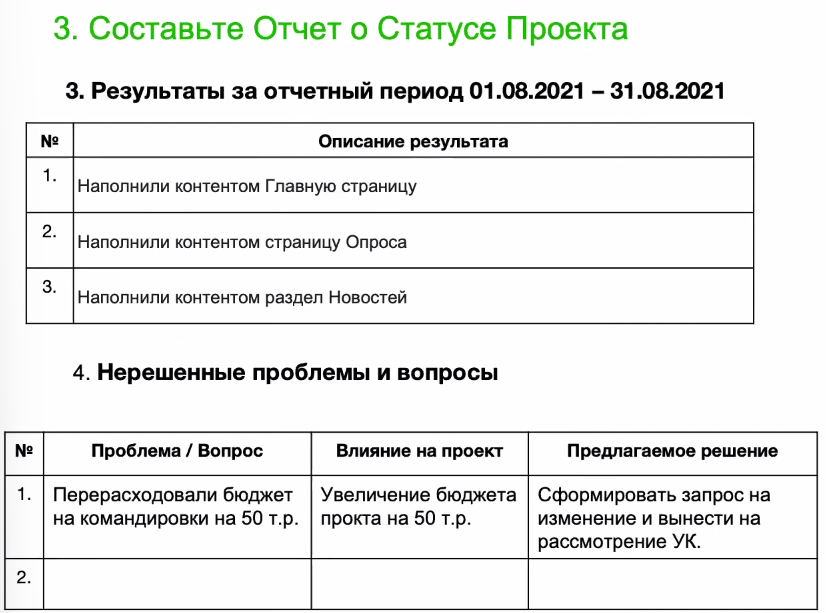 3. Составьте Отчет о Статусе Проекта
3. Результаты за отчетный период 01.08.2021 – 31.08.2021
№ Описание результата
1. Наполнили контентом Главную страницу
2. Наполнили контентом страницу Опроса
3. Наполнили контентом раздел Новостей
4. Нерешенные проблемы и вопросы
№ Проблема / Вопрос Влияние на проект Предлагаемое решение
1. Перерасходовали бюджет Увеличение бюджета Сформировать запрос на
на командировки на 50 т.р. прокта на 50 т.р. изменение и вынести на
рассмотрение УК.
2.